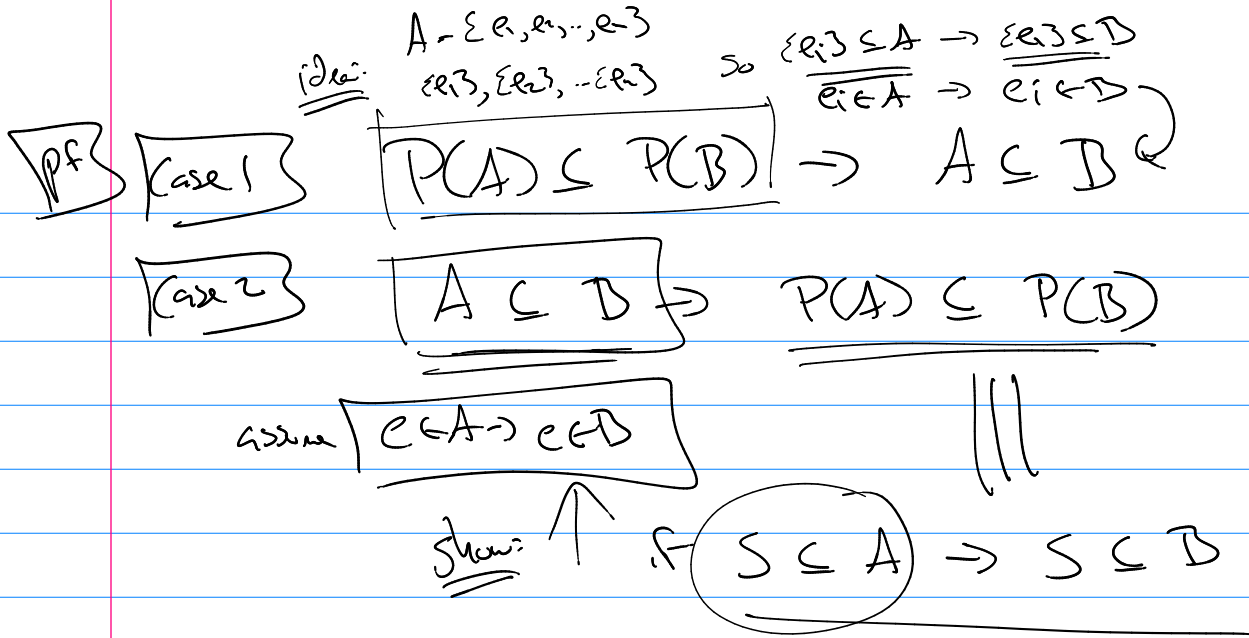 A = {e₁, e₂, .., eₙ}
idea: {e₁}, {e₂}, ... {eₙ} so {eᵢ} ⊆ A → {eᵢ} ⊆ B
eᵢ ∈ A → eᵢ ∈ B
pf Case 1 P(A) ⊆ P(B) → A ⊆ B
Case 2 A ⊆ B → P(A) ⊆ P(B)
assume e ∈ A → e ∈ B
show: ↑ if S ⊆ A → S ⊆ B